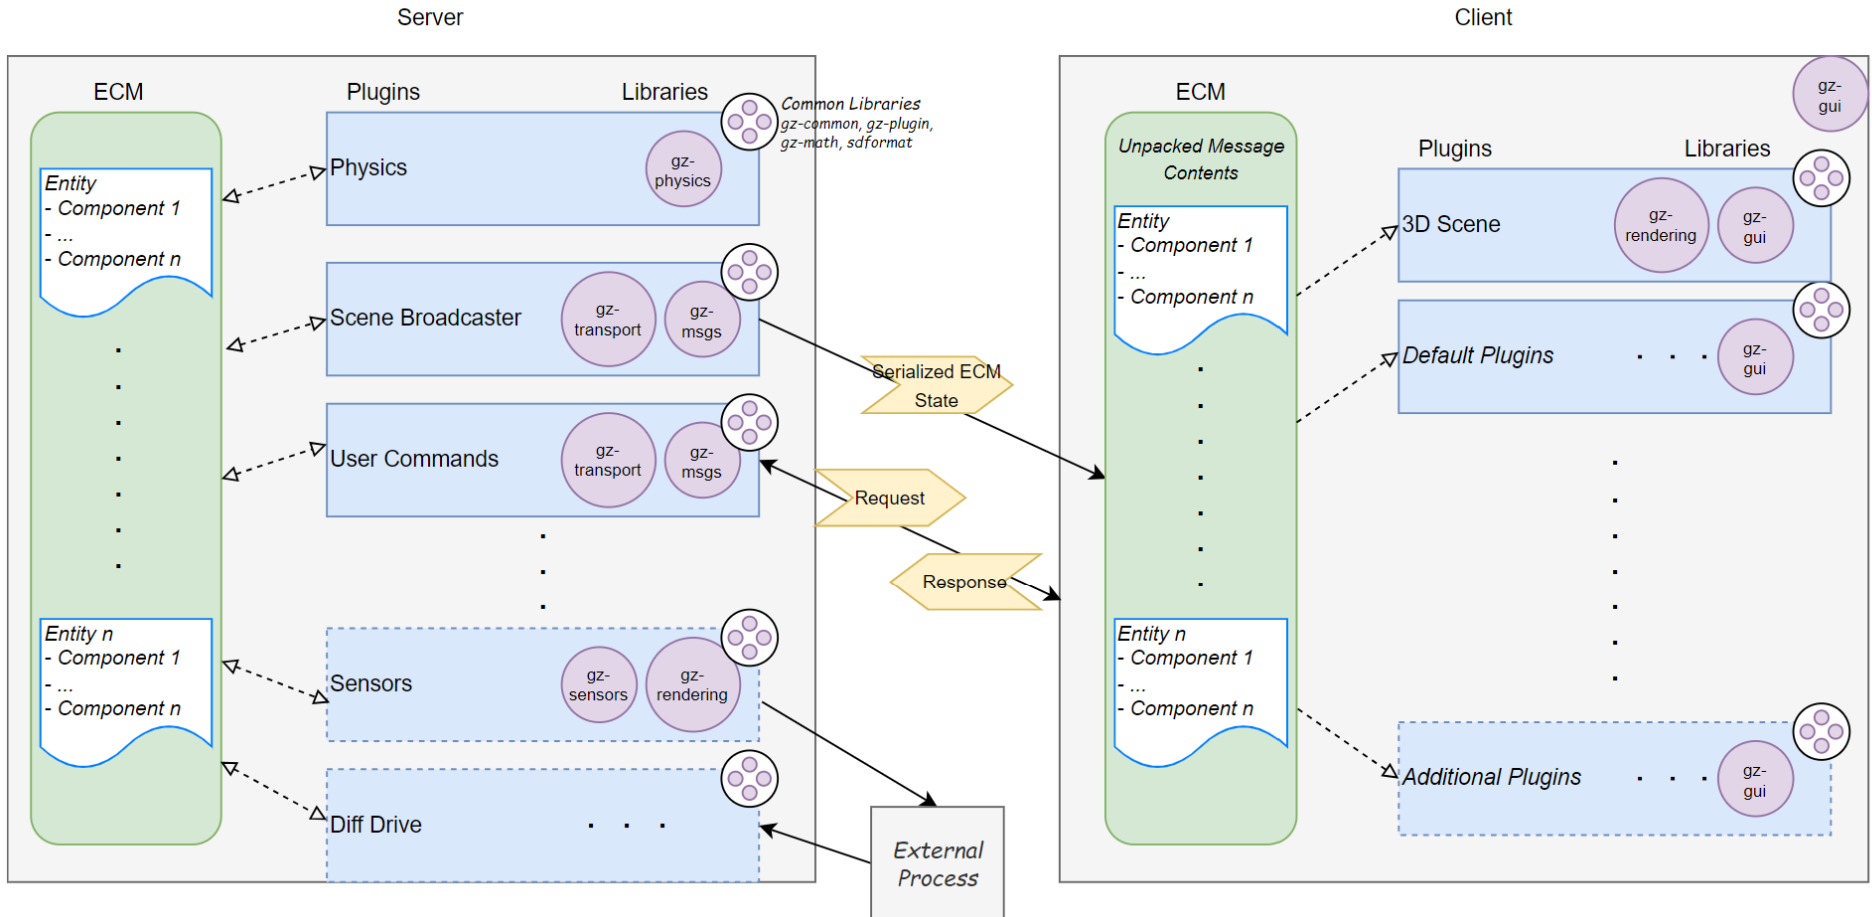 Server
ECM
Plugins
Libraries
Common Libraries
gz-common, gz-plugin,
gz-math, sdformat
Entity
- Component 1
- ...
- Component n
Physics
gz-
physics
Scene Broadcaster
gz-
transport
gz-
msgs
User Commands
gz-
transport
gz-
msgs
Entity n
- Component 1
- ...
- Component n
Sensors
gz-
sensors
gz-
rendering
Diff Drive
Serialized ECM
State
Request
Response
External
Process
Client
gz-
gui
ECM
Plugins
Libraries
Unpacked Message
Contents
Entity
- Component 1
- ...
- Component n
3D Scene
gz-
rendering
gz-
gui
Default Plugins
gz-
gui
Entity n
- Component 1
- ...
- Component n
Additional Plugins
gz-
gui